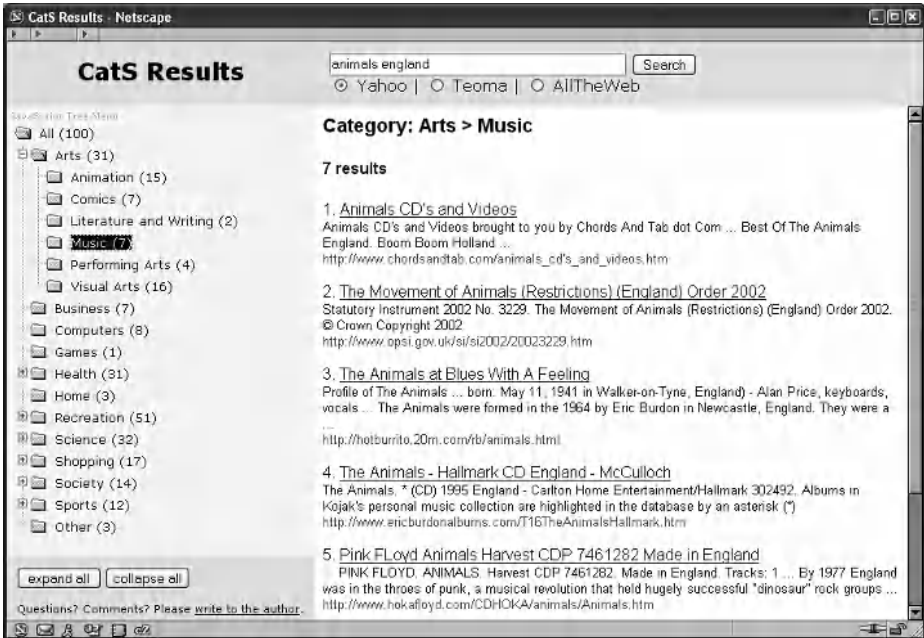 CatS Results - Netscape
CatS Results
animals england
Search
Yahoo | Teoma | AllTheWeb
Tree Menu
All (100)
Arts (31)
Animation (15)
Comics (7)
Literature and Writing (2)
Music (7)
Performing Arts (4)
Visual Arts (16)
Business (7)
Computers (8)
Games (1)
Health (31)
Home (3)
Recreation (51)
Science (32)
Shopping (17)
Society (14)
Sports (12)
Other (3)
expand all
collapse all
Questions? Comments? Please write to the author.
Category: Arts > Music
7 results
1. Animals CD's and Videos
Animals CD's and Videos brought to you by Chords And Tab dot Com ... Best Of The Animals
England. Boom Boom Holland ...
http://www.chordsandtab.com/animals_cd's_and_videos.htm
2. The Movement of Animals (Restrictions) (England) Order 2002
Statutory Instrument 2002 No. 3229. The Movement of Animals (Restrictions) (England) Order 2002.
© Crown Copyright 2002
http://www.opsi.gov.uk/si/si2002/20023229.htm
3. The Animals at Blues With A Feeling
Profile of The Animals ... born. May 11, 1941 in Walker-on-Tyne, England) - Alan Price, keyboards,
vocals ... The Animals were formed in the 1964 by Eric Burdon in Newcastle, England. They were a
...
http://hotburrito.20m.com/rb/animals.html
4. The Animals - Hallmark CD England - McCulloch
The Animals. * (CD) 1995 England - Carlton Home Entertainment/Hallmark 302492. Albums in
Kojak's personal music collection are highlighted in the database by an asterisk (*)
http://www.ericburdonalbums.com/T16TheAnimalsHallmark.htm
5. Pink FLoyd Animals Harvest CDP 7461282 Made in England
PINK FLOYD. ANIMALS. Harvest CDP 7461282. Made in England. Tracks: 1 ... By 1977 England
was in the throes of punk, a musical revolution that held hugely successful "dinosaur" rock groups ...
http://www.hokafloyd.com/CDHOKA/animals/Animals.htm